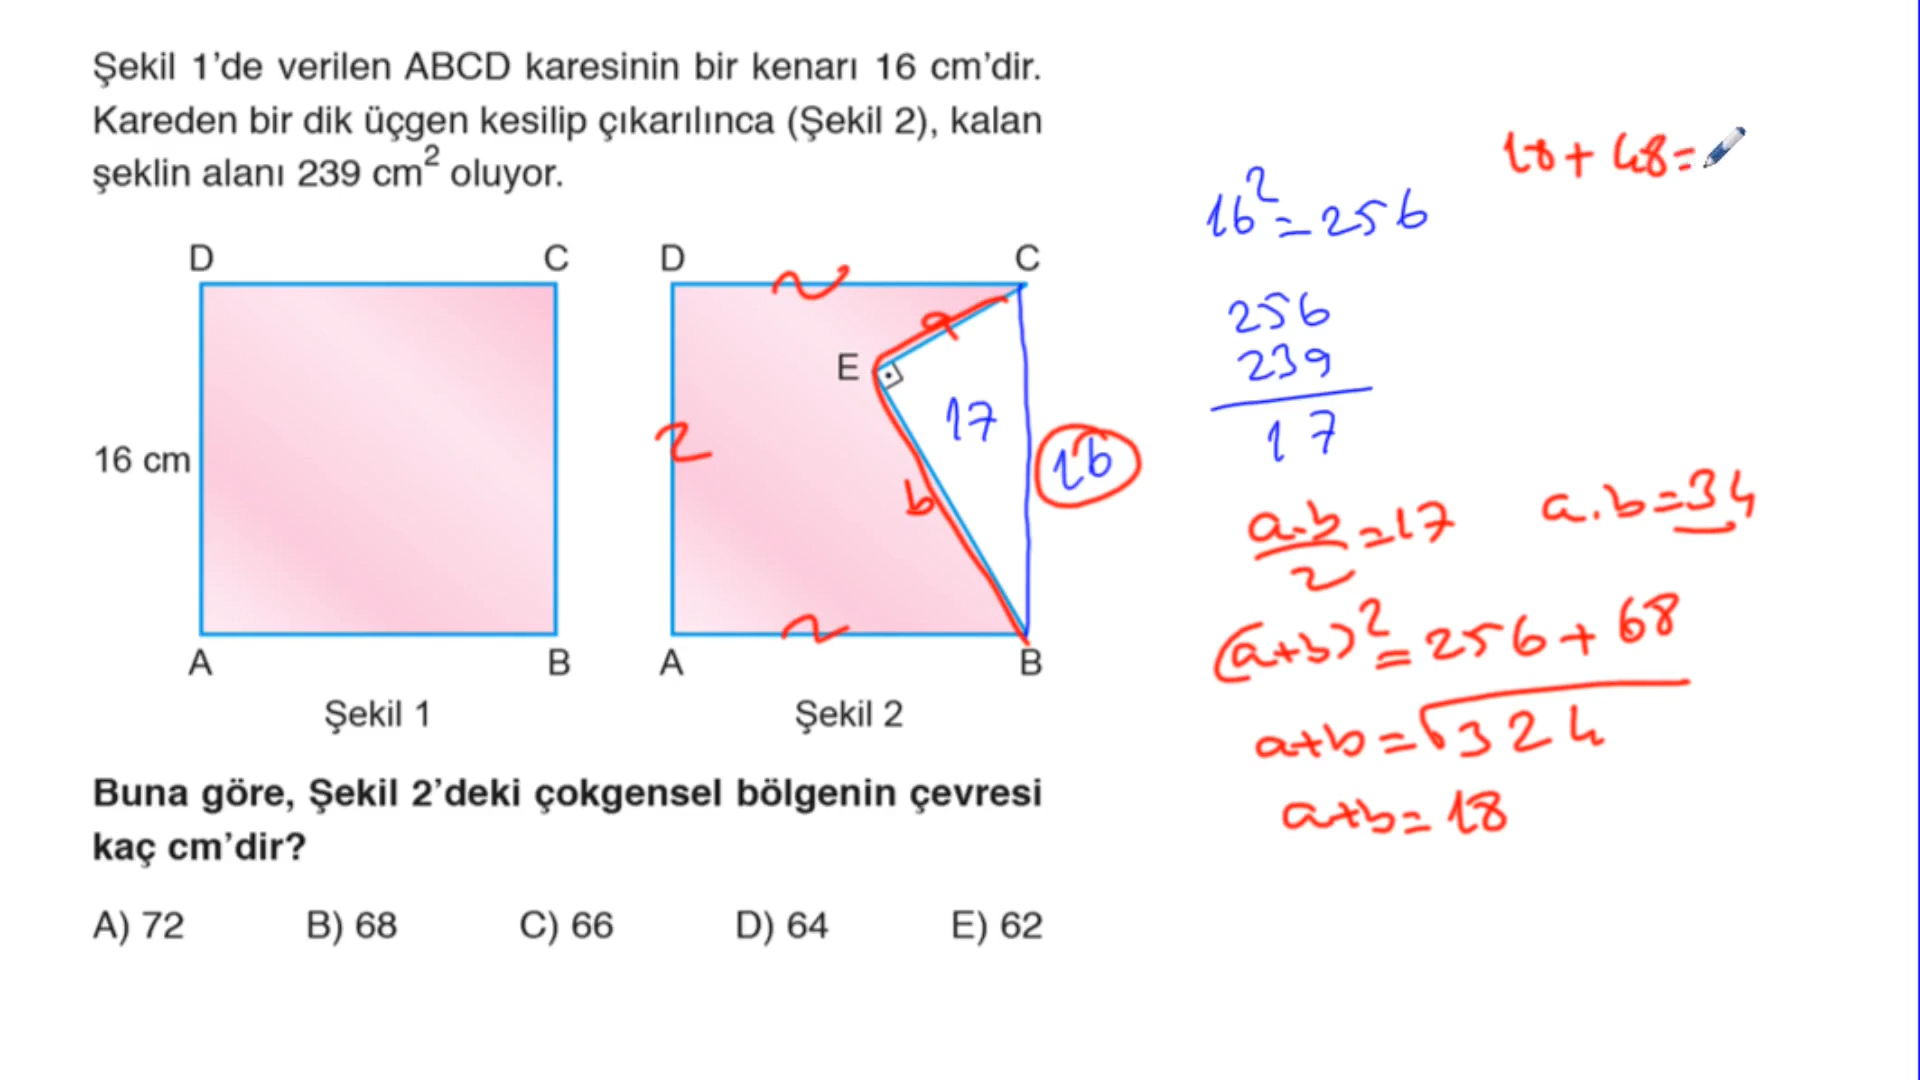 Şekil 1’de verilen ABCD karesinin bir kenarı 16 cm’dir.
Kareden bir dik üçgen kesilip çıkarılınca (Şekil 2), kalan
şeklin alanı 239 cm² oluyor.
D C
16 cm
A B
Şekil 1
D C
a
E
17
16
b
A B
Şekil 2
Buna göre, Şekil 2’deki çokgensel bölgenin çevresi
kaç cm’dir?
A) 72 B) 68 C) 66 D) 64 E) 62
18+48=
16²=256
256
239
17
a.b/2=17 a.b=34
(a+b)²=256+68
a+b=√324
a+b=18